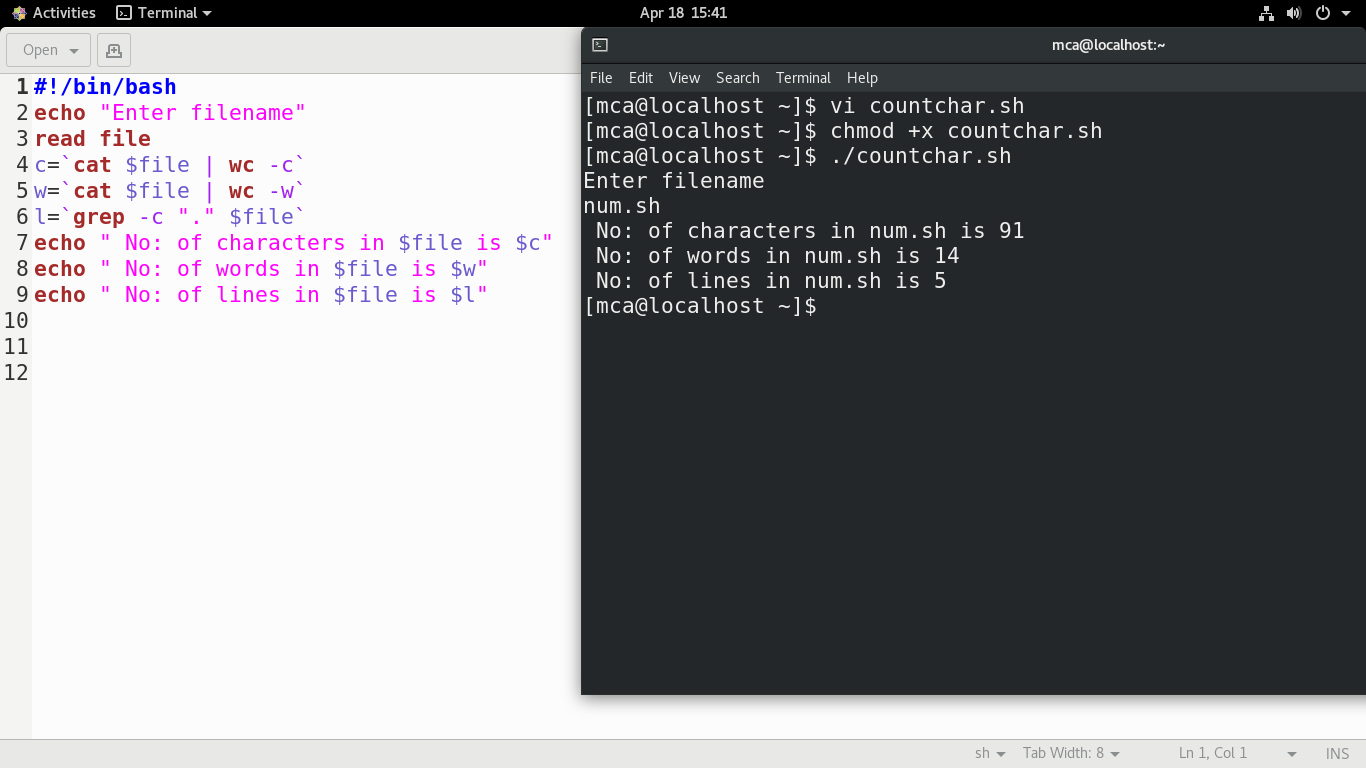 Activities Terminal Apr 18 15:41
Open
1 #!/bin/bash
2 echo "Enter filename"
3 read file
4 c=`cat $file | wc -c`
5 w=`cat $file | wc -w`
6 l=`grep -c "." $file`
7 echo " No: of characters in $file is $c"
8 echo " No: of words in $file is $w"
9 echo " No: of lines in $file is $l"
10
11
12
mca@localhost:~
File Edit View Search Terminal Help
[mca@localhost ~]$ vi countchar.sh
[mca@localhost ~]$ chmod +x countchar.sh
[mca@localhost ~]$ ./countchar.sh
Enter filename
num.sh
 No: of characters in num.sh is 91
 No: of words in num.sh is 14
 No: of lines in num.sh is 5
[mca@localhost ~]$
sh Tab Width: 8 Ln 1, Col 1 INS